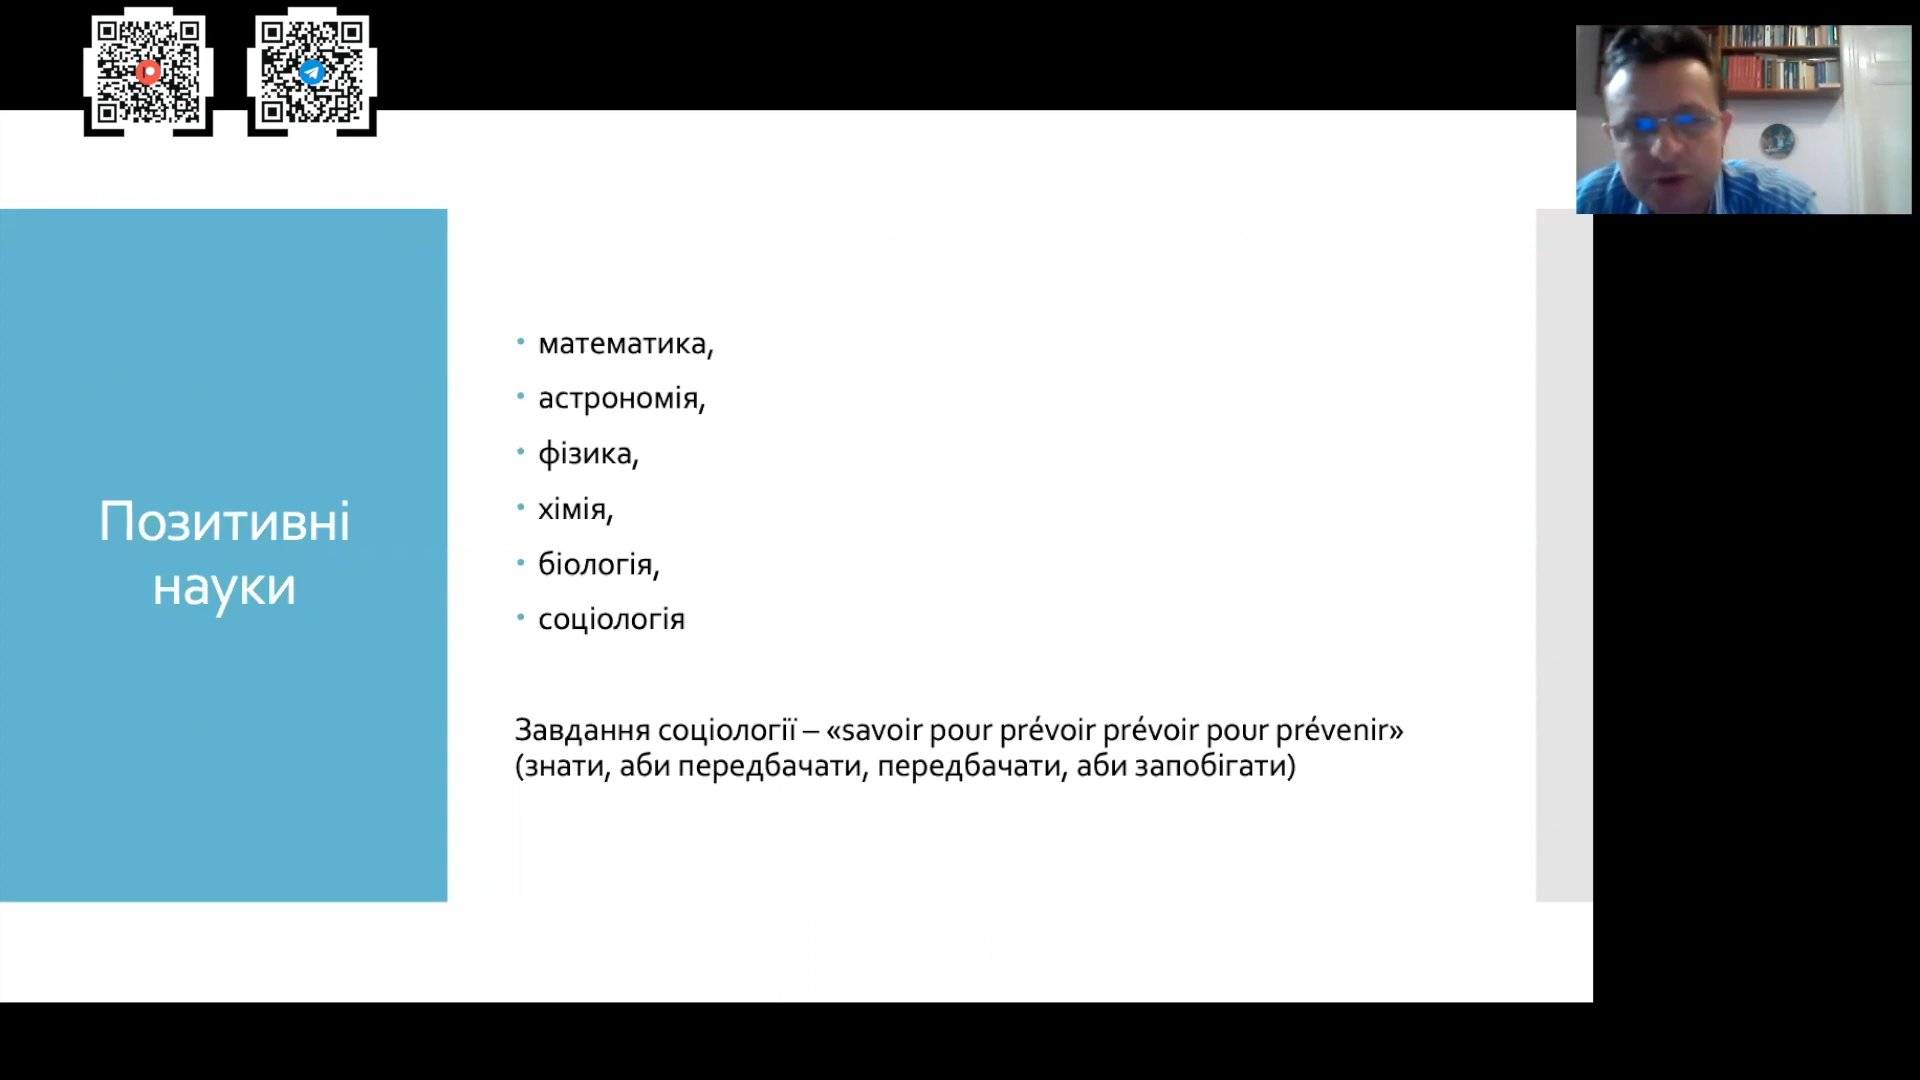 Позитивні
науки
• математика,
• астрономія,
• фізика,
• хімія,
• біологія,
• соціологія
Завдання соціології – «savoir pour prévoir prévoir pour prévenir»
(знати, аби передбачати, передбачати, аби запобігати)